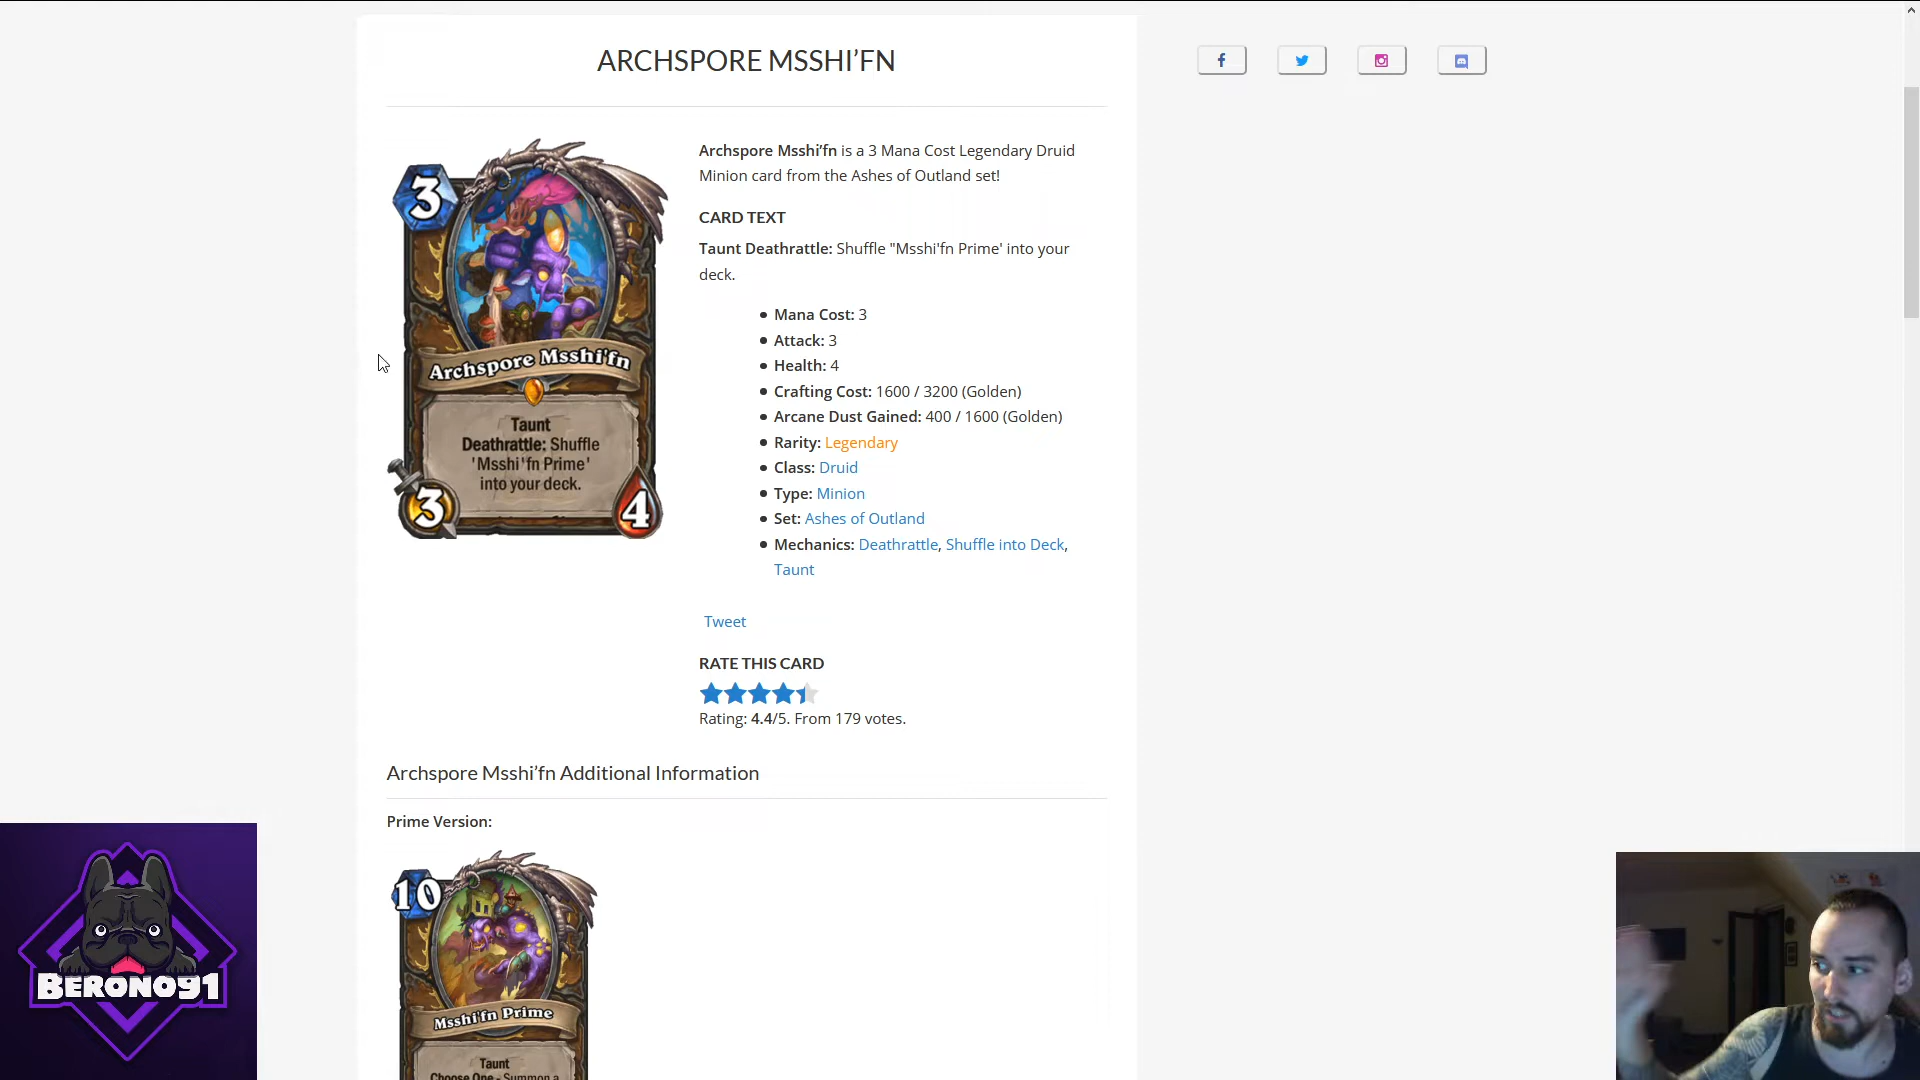 ARCHSPORE MSSHI’FN
3
Archspore Msshi'fn
Taunt
Deathrattle: Shuffle
'Msshi'fn Prime'
into your deck.
3
4
Archspore Msshi’fn is a 3 Mana Cost Legendary Druid
Minion card from the Ashes of Outland set!
CARD TEXT
Taunt Deathrattle: Shuffle "Msshi'fn Prime' into your
deck.
Mana Cost: 3
Attack: 3
Health: 4
Crafting Cost: 1600 / 3200 (Golden)
Arcane Dust Gained: 400 / 1600 (Golden)
Rarity: Legendary
Class: Druid
Type: Minion
Set: Ashes of Outland
Mechanics: Deathrattle, Shuffle into Deck,
Taunt
Tweet
RATE THIS CARD
Rating: 4.4/5. From 179 votes.
Archspore Msshi’fn Additional Information
Prime Version:
10
Msshi'fn Prime
Taunt
Choose One - Summon a
BERONO91